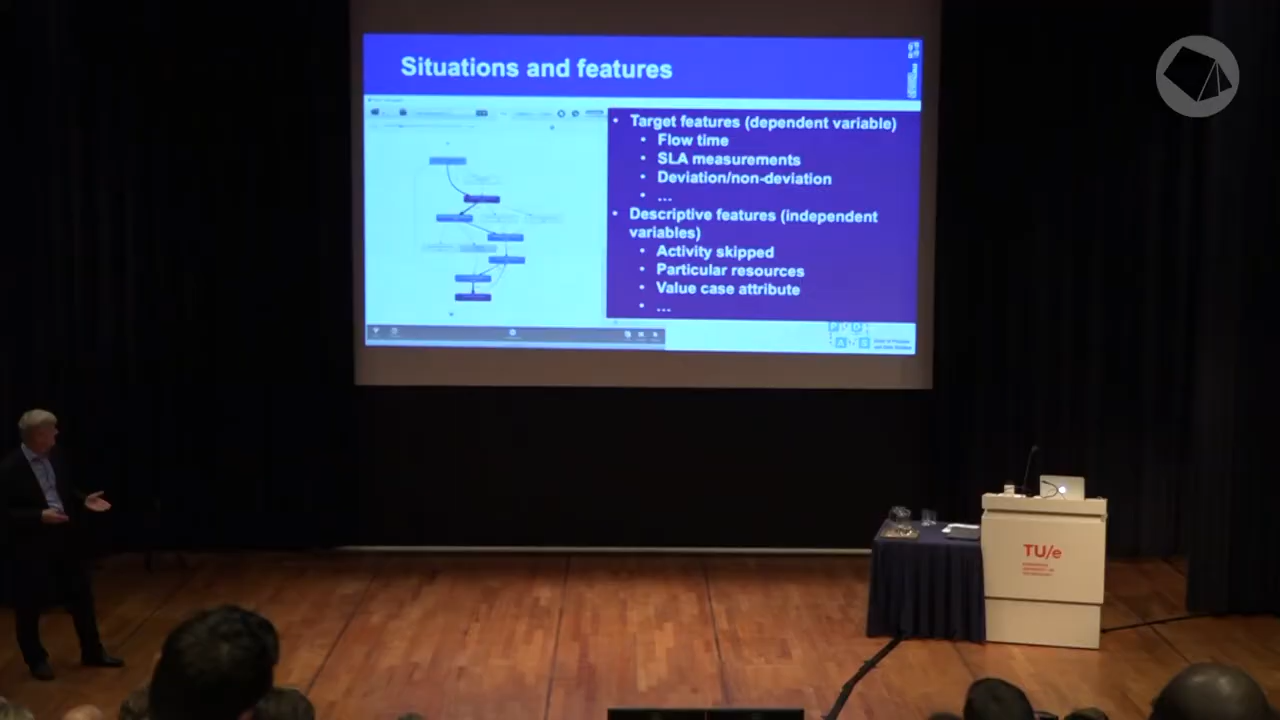 Situations and features
• Target features (dependent variable)
• Flow time
• SLA measurements
• Deviation/non-deviation
• ...
• Descriptive features (independent
variables)
• Activity skipped
• Particular resources
• Value case attribute
• ...
P D
A S
TU/e